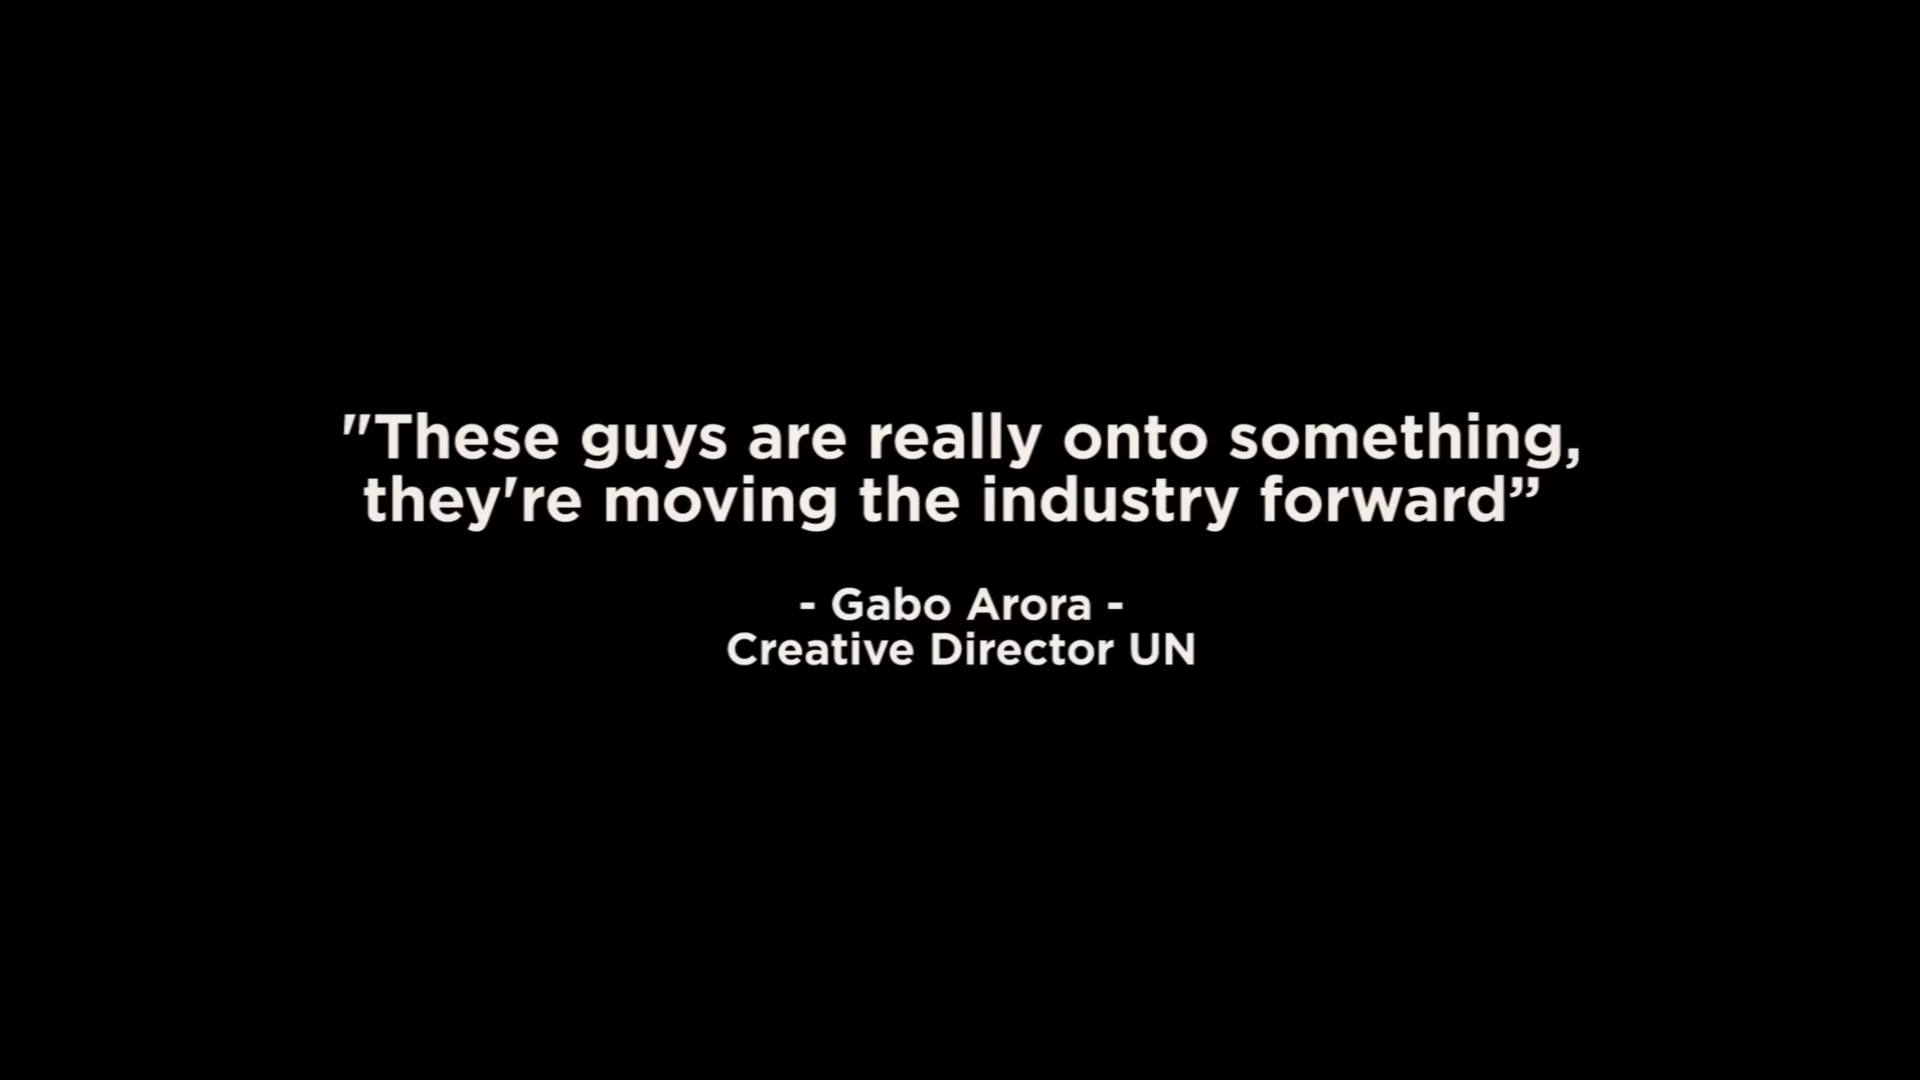 "These guys are really onto something,
they're moving the industry forward”
- Gabo Arora -
Creative Director UN